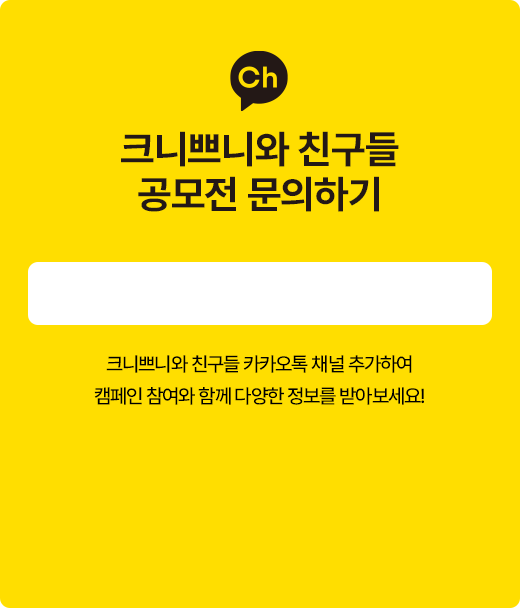 Ch
크니쁘니와 친구들
공모전 문의하기
크니쁘니와 친구들 카카오톡 채널 추가하여
캠페인 참여와 함께 다양한 정보를 받아보세요!